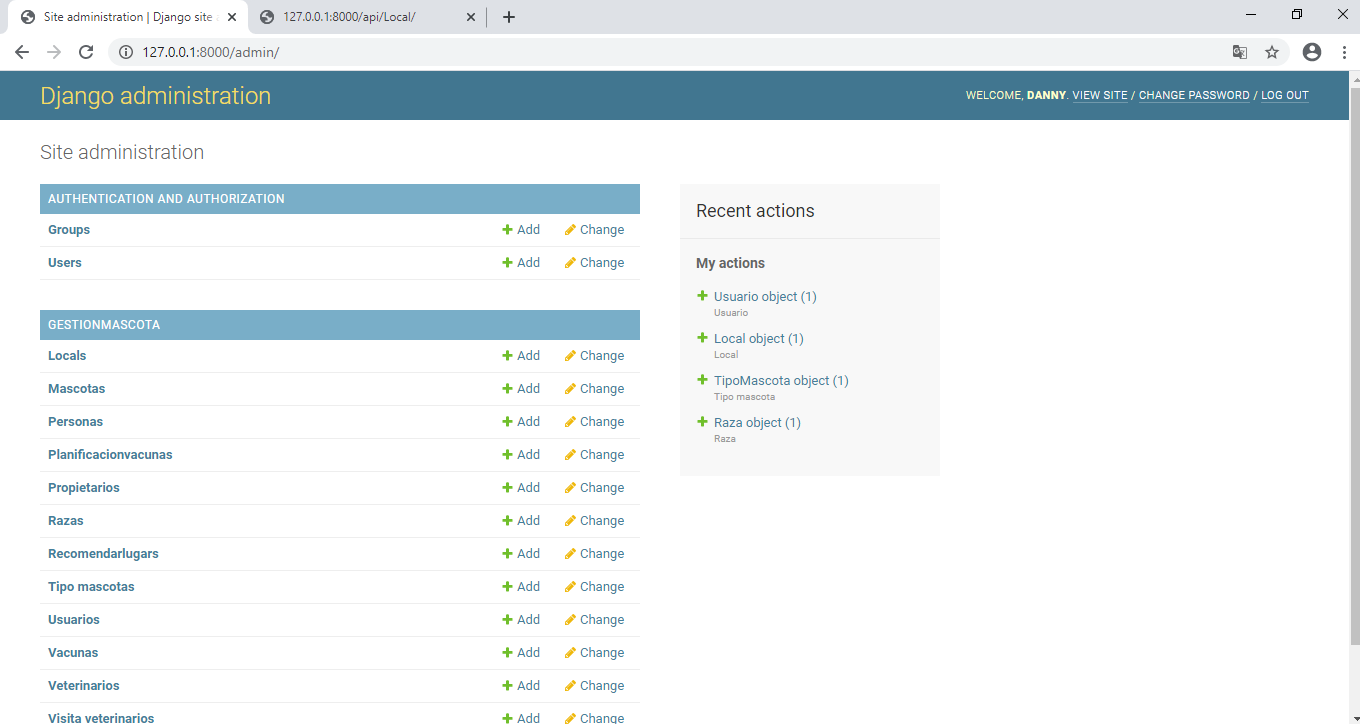 Site administration | Django site
127.0.0.1:8000/api/Local/
127.0.0.1:8000/admin/
Django administration
WELCOME, DANNY. VIEW SITE / CHANGE PASSWORD / LOG OUT
Site administration
AUTHENTICATION AND AUTHORIZATION
Groups Add Change
Users Add Change
GESTIONMASCOTA
Locals Add Change
Mascotas Add Change
Personas Add Change
Planificacionvacunas Add Change
Propietarios Add Change
Razas Add Change
Recomendarlugars Add Change
Tipo mascotas Add Change
Usuarios Add Change
Vacunas Add Change
Veterinarios Add Change
Visita veterinarios Add Change
Recent actions
My actions
Usuario object (1)
Usuario
Local object (1)
Local
TipoMascota object (1)
Tipo mascota
Raza object (1)
Raza